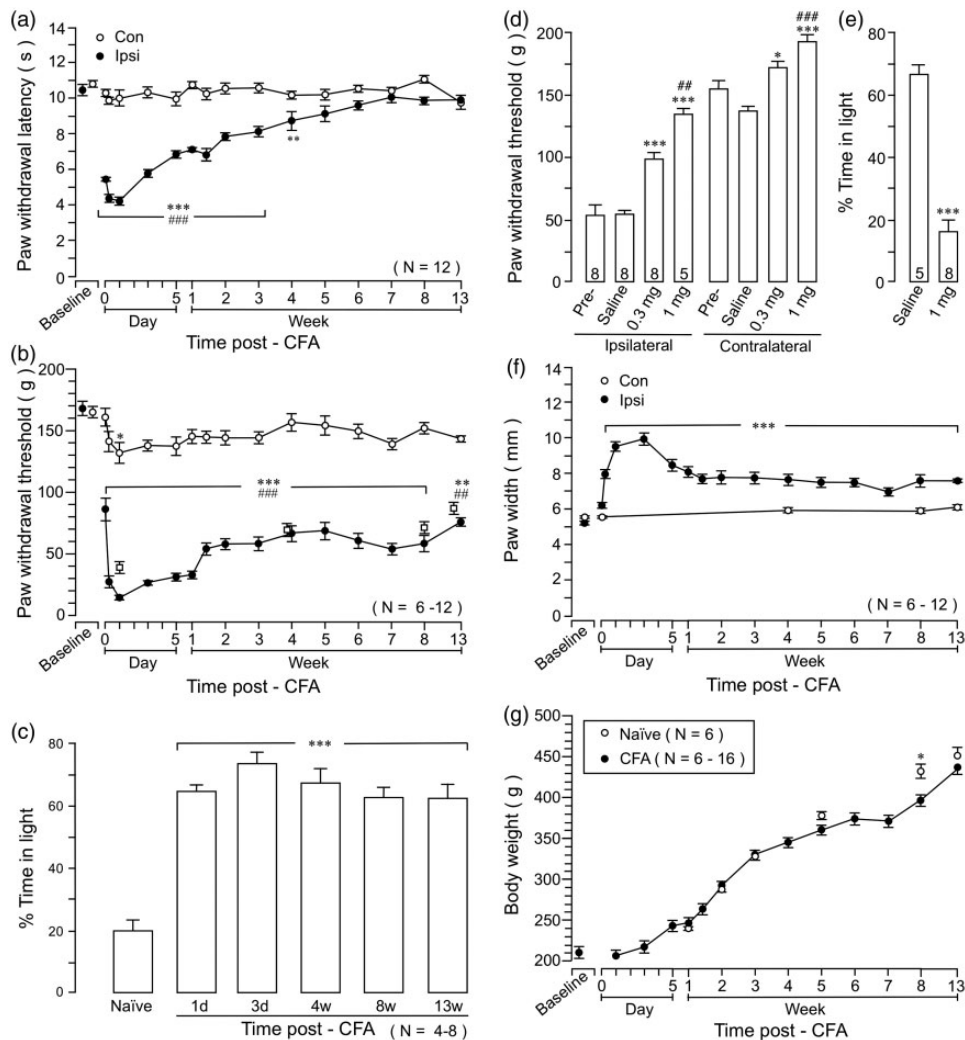 (a)
Con
Ipsi
Paw withdrawal latency ( s )
14
12
10
8
6
4
2
0
**
***
###
( N = 12 )
Baseline
0 5 1 2 3 4 5 6 7 8 13
Day Week
Time post - CFA
(b)
Paw withdrawal threshold ( g )
200
150
100
50
0
*
***
###
**
##
( N = 6 -12 )
Baseline
0 5 1 2 3 4 5 6 7 8 13
Day Week
Time post - CFA
(c)
% Time in light
80
60
40
20
0
***
Naïve 1d 3d 4w 8w 13w
Time post - CFA ( N = 4-8 )
(d)
Paw withdrawal threshold ( g )
200
150
100
50
0
***
##
***
*
###
***
8 8 8 5
Pre- Saline 0.3 mg 1 mg Pre- Saline 0.3 mg 1 mg
Ipsilateral Contralateral
(e)
% Time in light
80
60
40
20
0
***
5 8
Saline 1 mg
(f)
Con
Ipsi
Paw width ( mm )
14
12
10
8
6
4
2
0
***
( N = 6 - 12 )
Baseline
0 5 1 2 3 4 5 6 7 8 13
Day Week
Time post - CFA
(g)
Naïve ( N = 6 )
CFA ( N = 6 - 16 )
Body weight ( g )
500
450
400
350
300
250
200
*
Baseline
0 5 1 2 3 4 5 6 7 8 13
Day Week
Time post - CFA